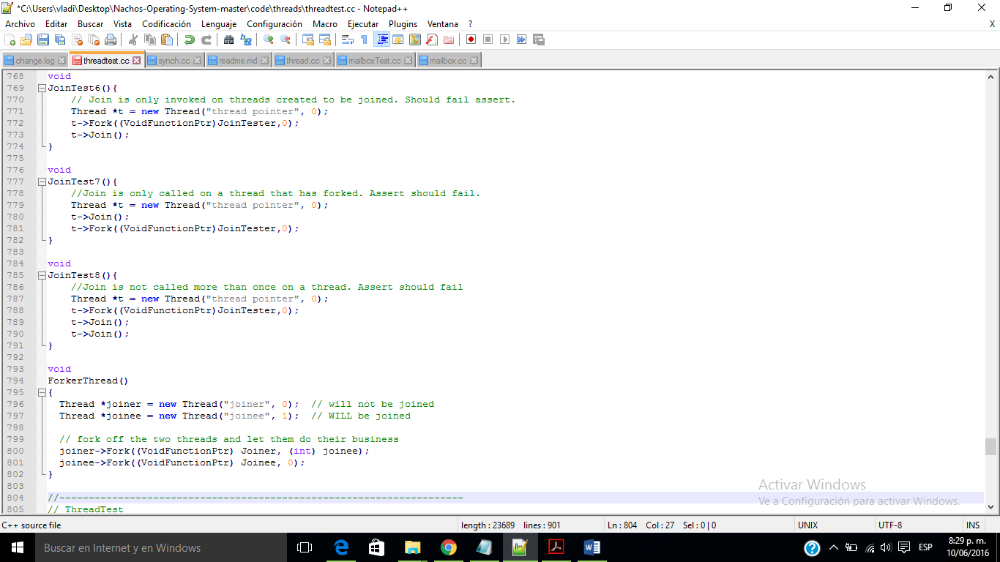 *C:\Users\vladi\Desktop\Nachos-Operating-System-master\code\threads\threadtest.cc - Notepad++
Archivo Editar Buscar Vista Codificación Lenguaje Configuración Macro Ejecutar Plugins Ventana ? X
change.log threadtest.cc synch.cc readme.md thread.cc mailboxTest.cc mailbox.cc
768 void
769 JoinTest6(){
770 // Join is only invoked on threads created to be joined. Should fail assert.
771 Thread *t = new Thread("thread pointer", 0);
772 t->Fork((VoidFunctionPtr)JoinTester,0);
773 t->Join();
774 }
775
776 void
777 JoinTest7(){
778 //Join is only called on a thread that has forked. Assert should fail.
779 Thread *t = new Thread("thread pointer", 0);
780 t->Join();
781 t->Fork((VoidFunctionPtr)JoinTester,0);
782 }
783
784 void
785 JoinTest8(){
786 //Join is not called more than once on a thread. Assert should fail
787 Thread *t = new Thread("thread pointer", 0);
788 t->Fork((VoidFunctionPtr)JoinTester,0);
789 t->Join();
790 t->Join();
791 }
792
793 void
794 ForkerThread()
795 {
796 Thread *joiner = new Thread("joiner", 0); // will not be joined
797 Thread *joinee = new Thread("joinee", 1); // WILL be joined
798
799 // fork off the two threads and let them do their business
800 joiner->Fork((VoidFunctionPtr) Joiner, (int) joinee);
801 joinee->Fork((VoidFunctionPtr) Joinee, 0);
802 }
803
804 //---------------------------------------------------------------------
805 // ThreadTest
Activar Windows
Ve a Configuración para activar Windows.
C++ source file length : 23689 lines : 901 Ln : 804 Col : 27 Sel : 0 | 0 UNIX UTF-8 INS
Buscar en Internet y en Windows ESP 8:29 p. m.
10/06/2016